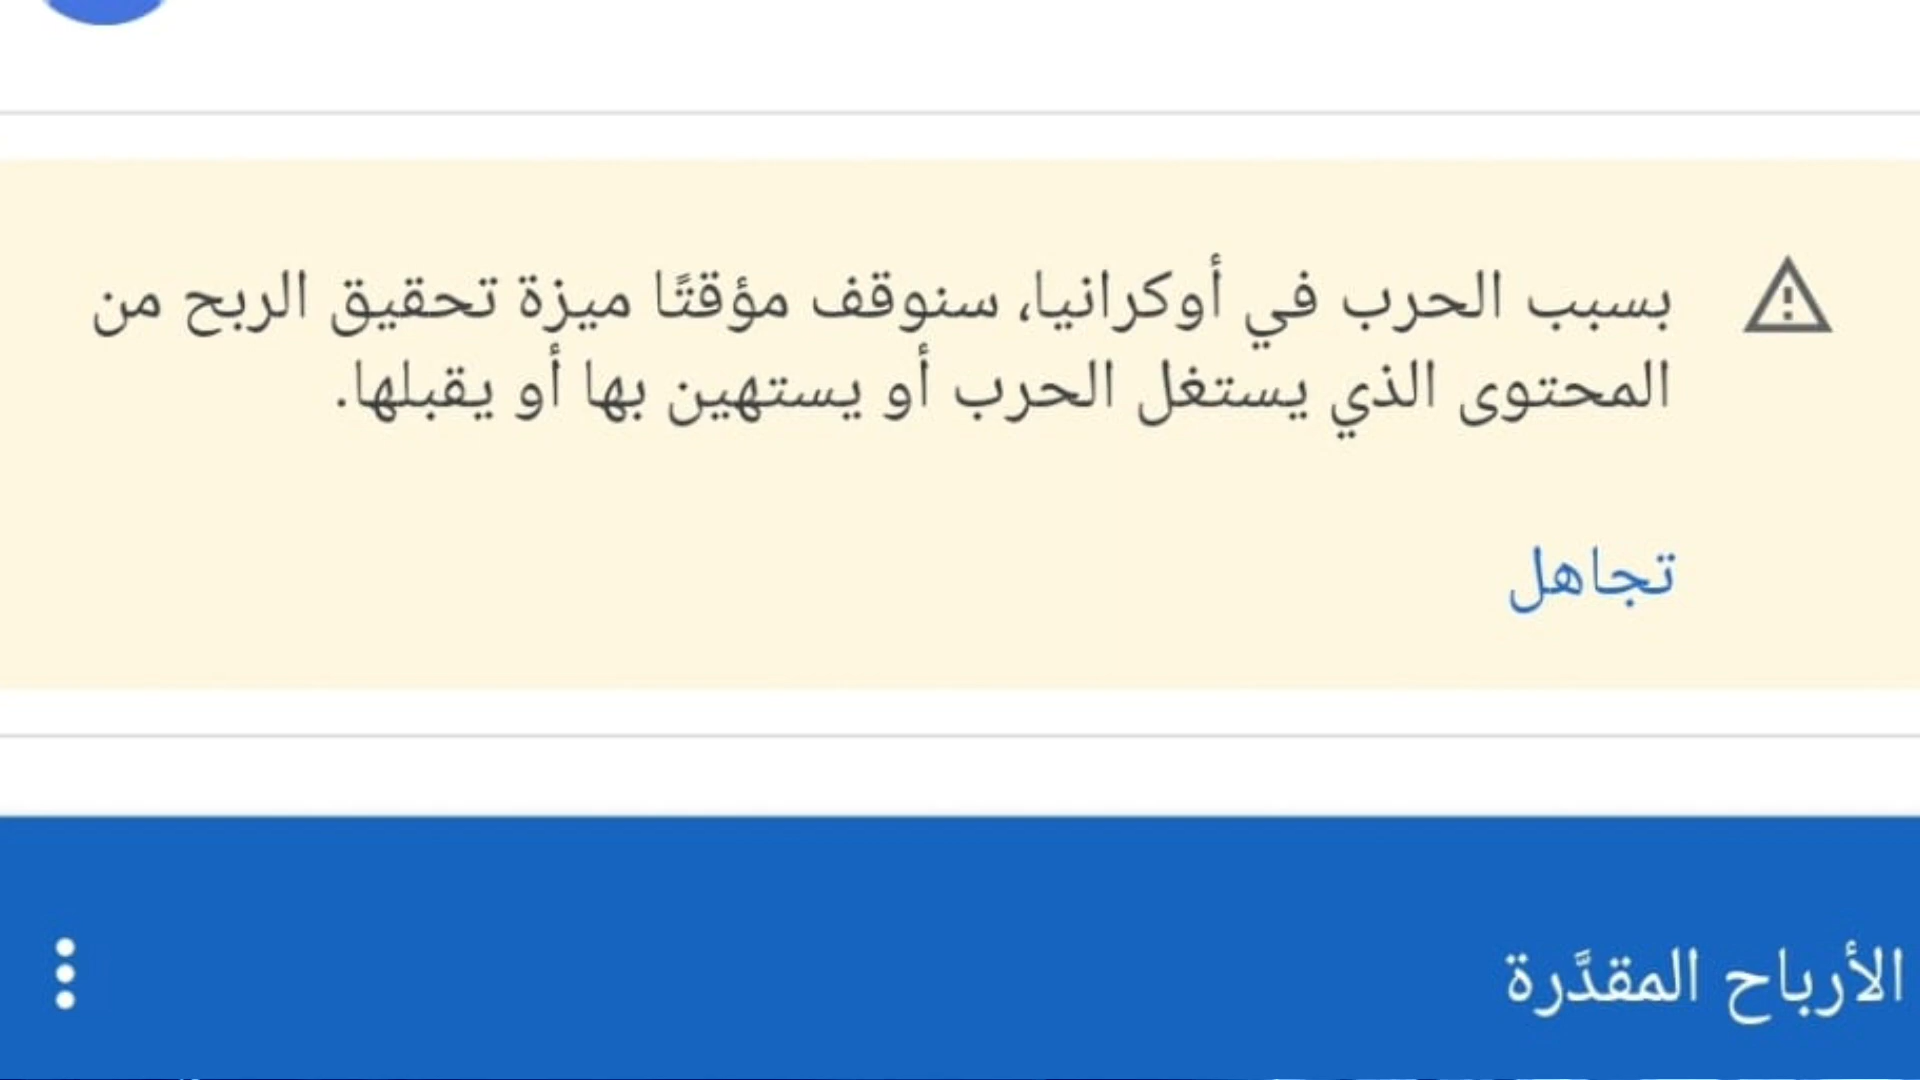 بسبب الحرب في أوكرانيا، سنوقف مؤقتًا ميزة تحقيق الربح من
المحتوى الذي يستغل الحرب أو يستهين بها أو يقبلها.
تجاهل
الأرباح المقدَّرة